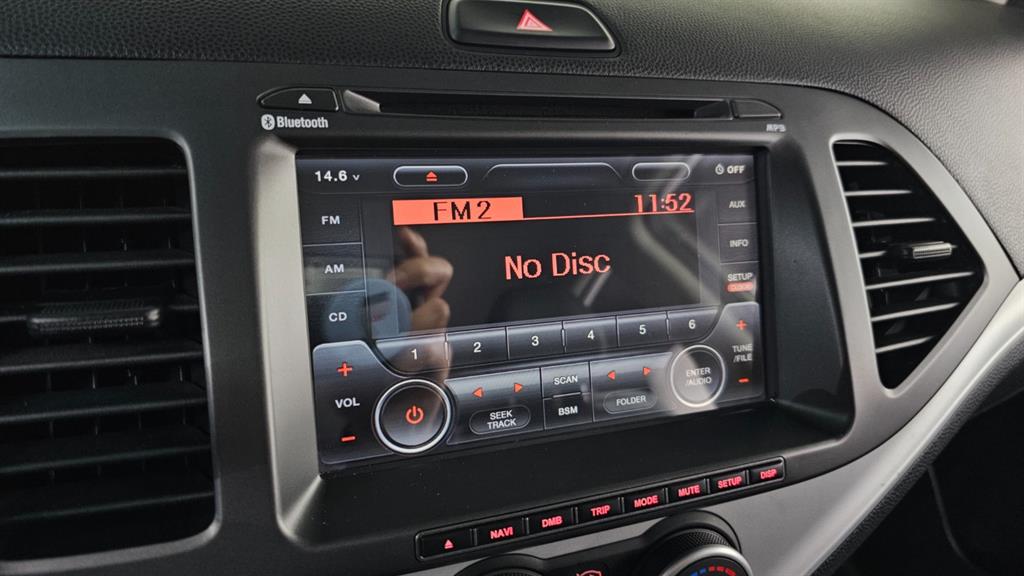 Bluetooth
MP3
14.6 v
OFF
FM2
11:52
FM
AUX
No Disc
AM
INFO
CD
SETUP
CLOCK
1 2 3 4 5 6
+
VOL
-
SEEK
TRACK
SCAN
BSM
FOLDER
ENTER
/AUDIO
+
TUNE
/FILE
-
NAVI DMB TRIP MODE MUTE SETUP DISP